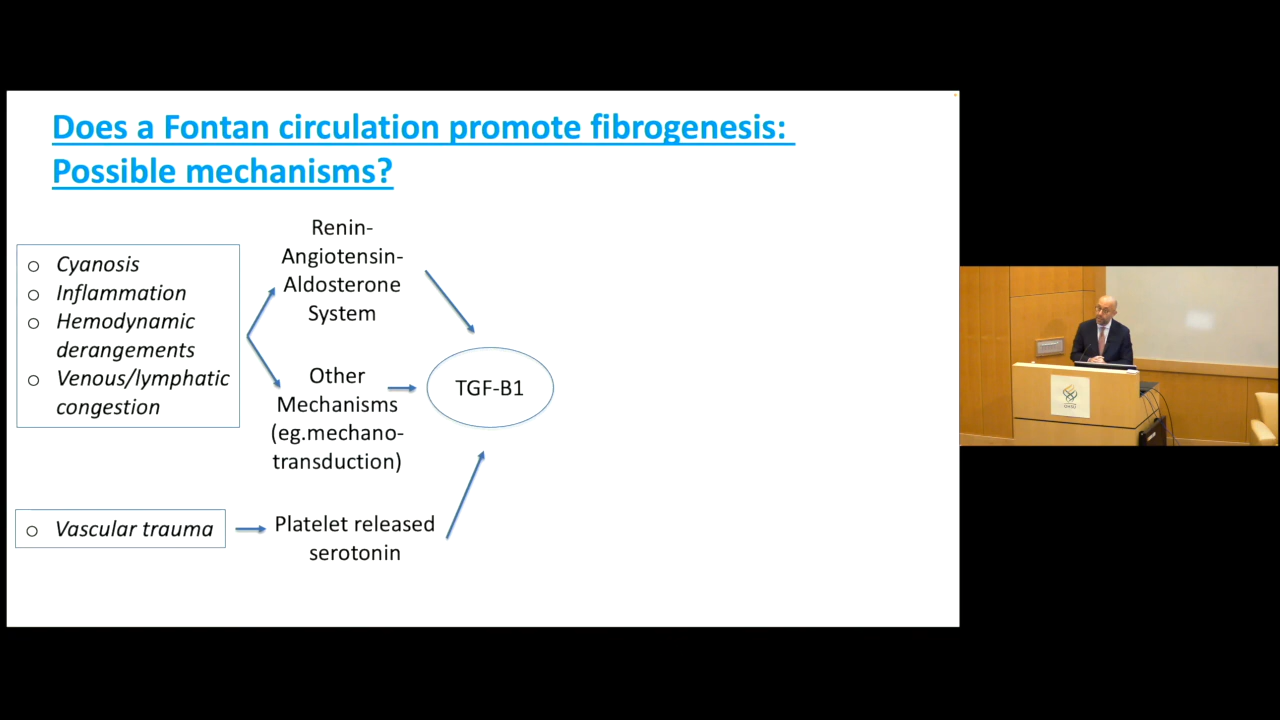 Does a Fontan circulation promote fibrogenesis:
Possible mechanisms?
o Cyanosis
o Inflammation
o Hemodynamic
derangements
o Venous/lymphatic
congestion
Renin-
Angiotensin-
Aldosterone
System
Other
Mechanisms
(eg.mechano-
transduction)
TGF-B1
o Vascular trauma
Platelet released
serotonin
OHSU